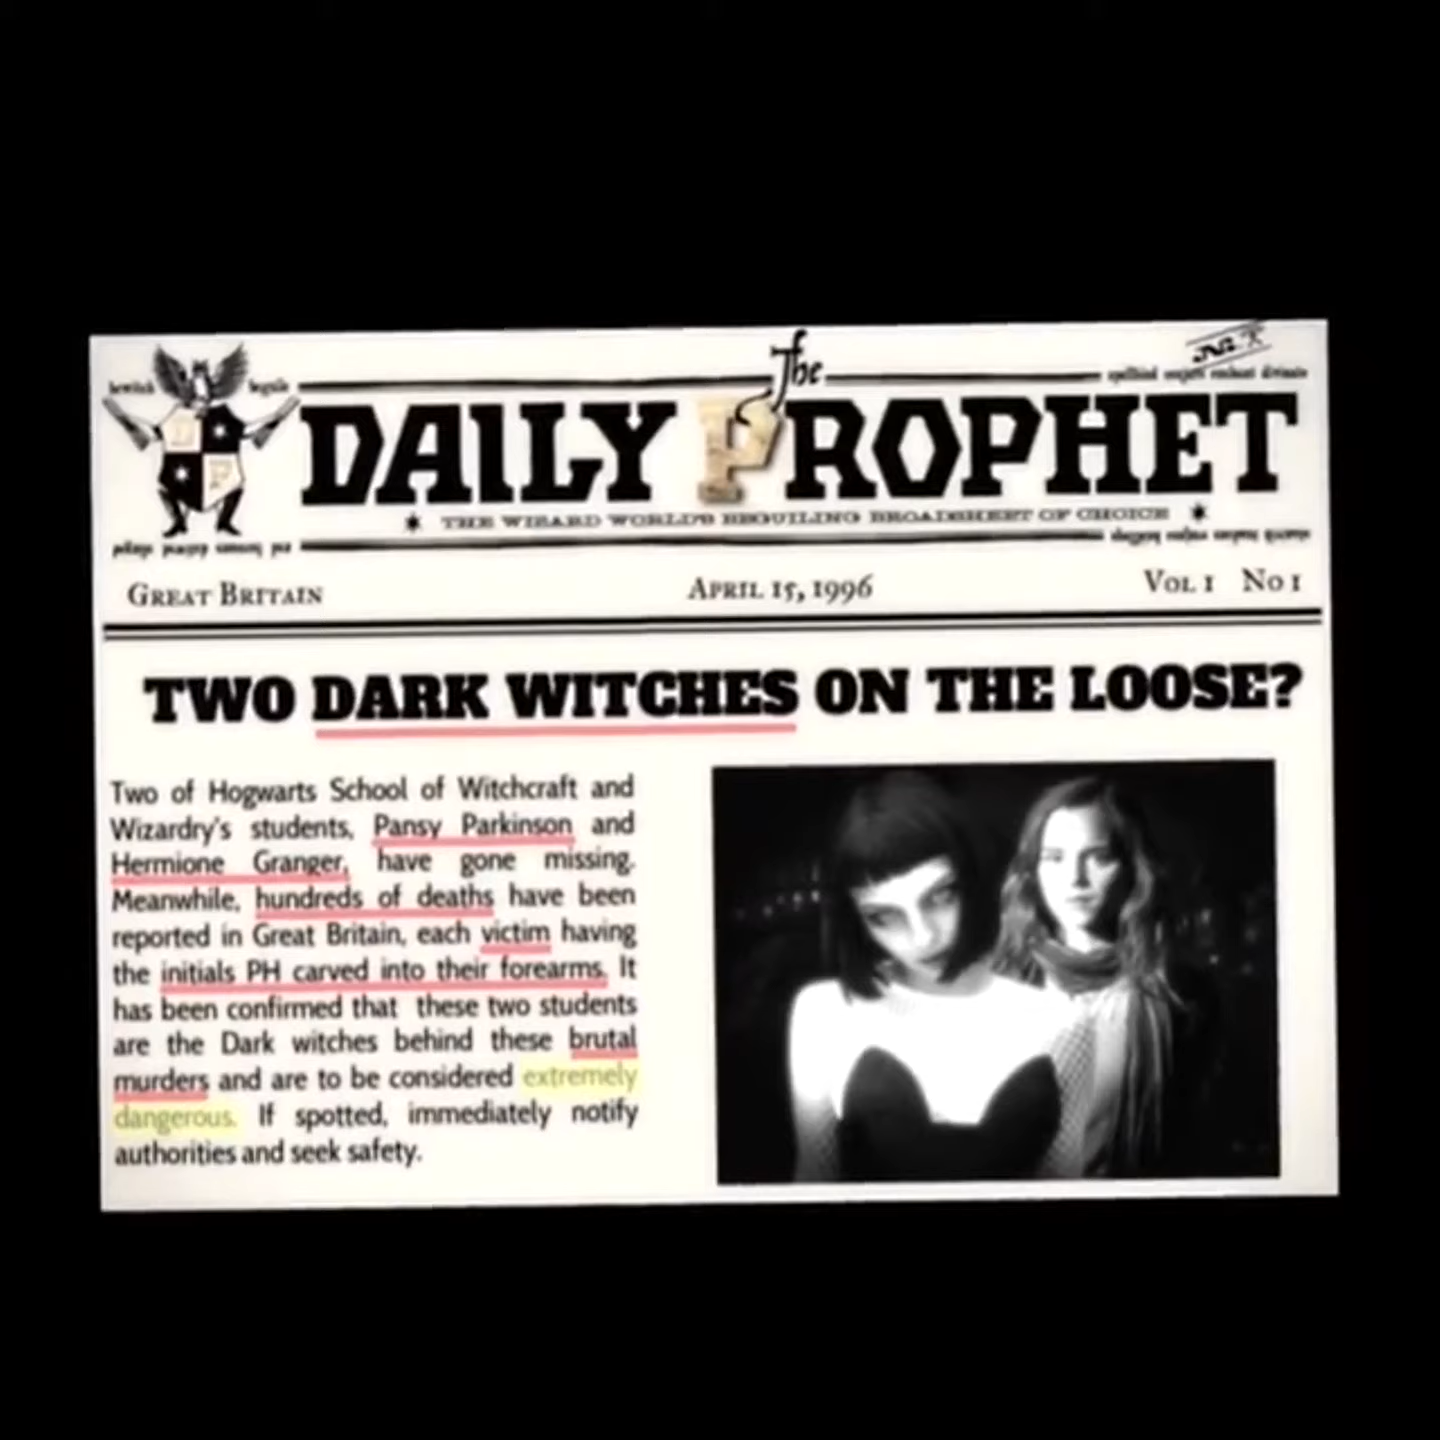 The
DAILY PROPHET
THE WIZARD WORLD'S BEGUILING BROADSHEET OF CHOICE
GREAT BRITAIN APRIL 15, 1996 VOL 1 NO 1
TWO DARK WITCHES ON THE LOOSE?
Two of Hogwarts School of Witchcraft and
Wizardry's students, Pansy Parkinson and
Hermione Granger, have gone missing.
Meanwhile, hundreds of deaths have been
reported in Great Britain, each victim having
the initials PH carved into their forearms. It
has been confirmed that these two students
are the Dark witches behind these brutal
murders and are to be considered extremely
dangerous. If spotted, immediately notify
authorities and seek safety.